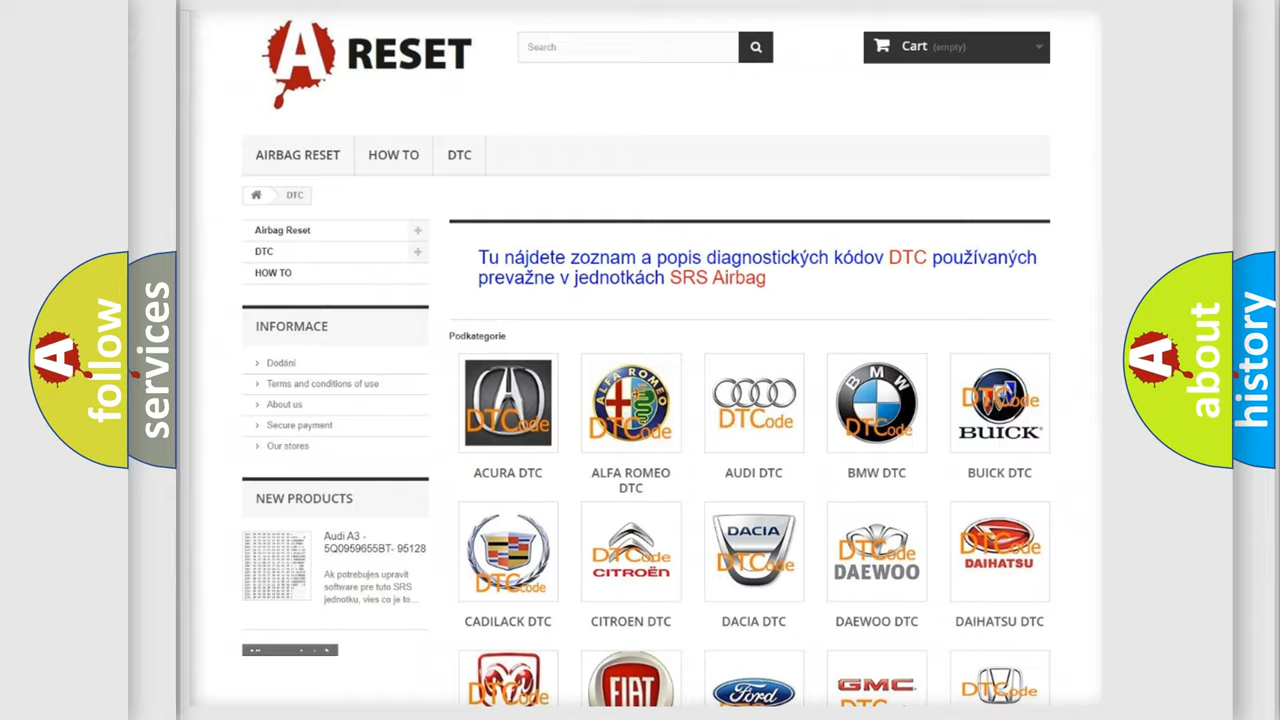 A RESET
Search
Cart (empty)
AIRBAG RESET
HOW TO
DTC
DTC
Airbag Reset
DTC
HOW TO
INFORMACE
Dodání
Terms and conditions of use
About us
Secure payment
Our stores
NEW PRODUCTS
Audi A3 -
5Q0959655BT- 95128
Ak potrebujes upravit
software pre tuto SRS
jednotku, vies co je to...
Tu nájdete zoznam a popis diagnostických kódov DTC používaných
prevažne v jednotkách SRS Airbag
Podkategorie
DTCode
ALFA ROMEO
DTCode
DTCode
BMW
DTCode
DTCode
BUICK
ACURA DTC
ALFA ROMEO
DTC
AUDI DTC
BMW DTC
BUICK DTC
DTCode
DTCode
CITROËN
DACIA
DTCode
DTCode
DAEWOO
DTCode
DAIHATSU
CADILACK DTC
CITROEN DTC
DACIA DTC
DAEWOO DTC
DAIHATSU DTC
DTCode
FIAT
Ford
GMC
DTCode
A follow
services
A about
history